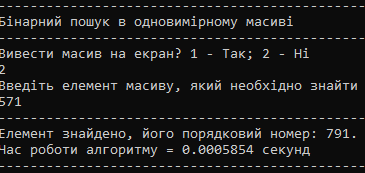 Бінарний пошук в одновимірному масиві
Вивести масив на екран? 1 - Так; 2 - Ні
2
Введіть елемент масиву, який необхідно знайти
571
Елемент знайдено, його порядковий номер: 791.
Час роботи алгоритму = 0.0005854 секунд